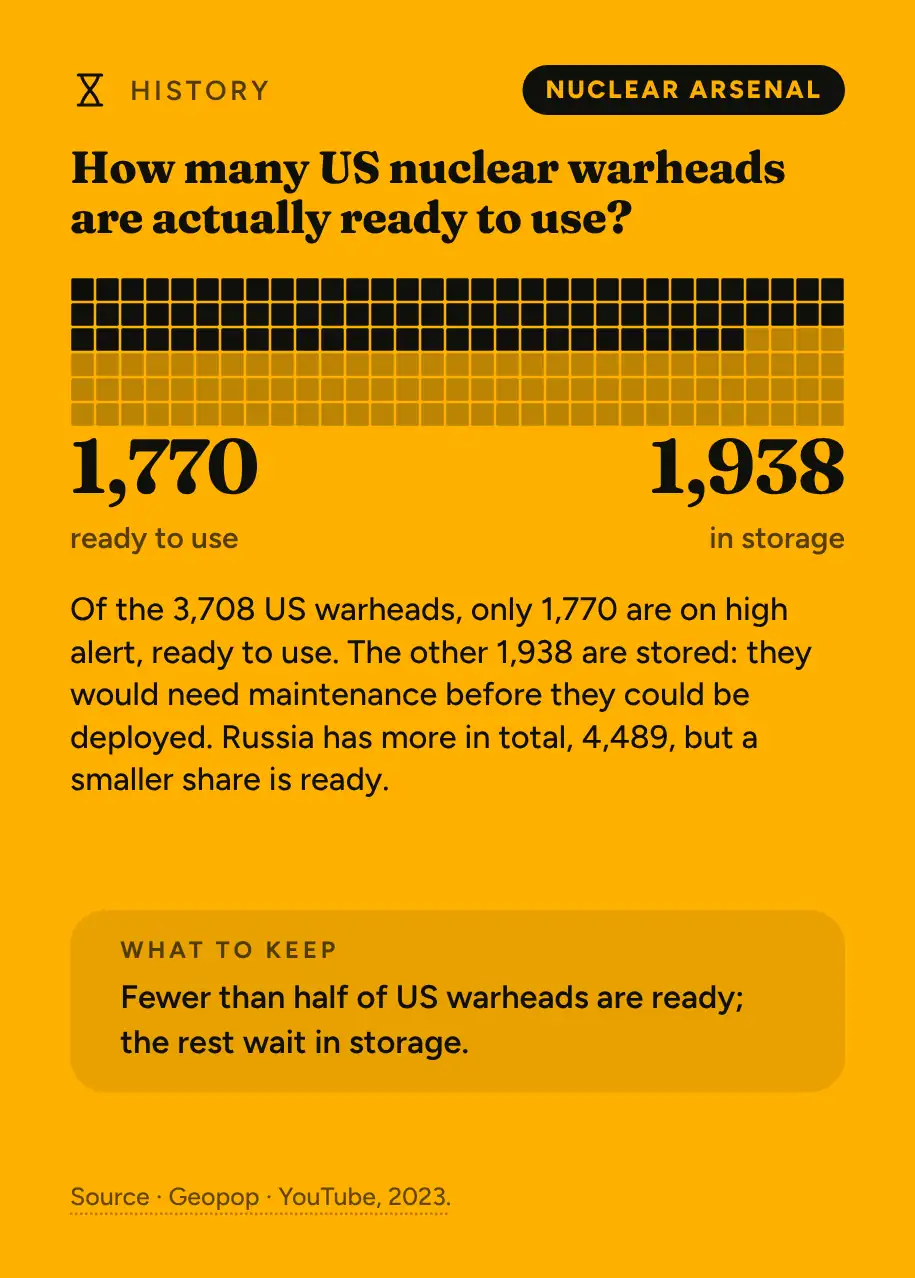 HISTORY
NUCLEAR ARSENAL
How many US nuclear warheads
are actually ready to use?
1,770
1,938
ready to use
in storage
Of the 3,708 US warheads, only 1,770 are on high
alert, ready to use. The other 1,938 are stored: they
would need maintenance before they could be
deployed. Russia has more in total, 4,489, but a
smaller share is ready.
WHAT TO KEEP
Fewer than half of US warheads are ready;
the rest wait in storage.
Source · Geopop · YouTube, 2023.